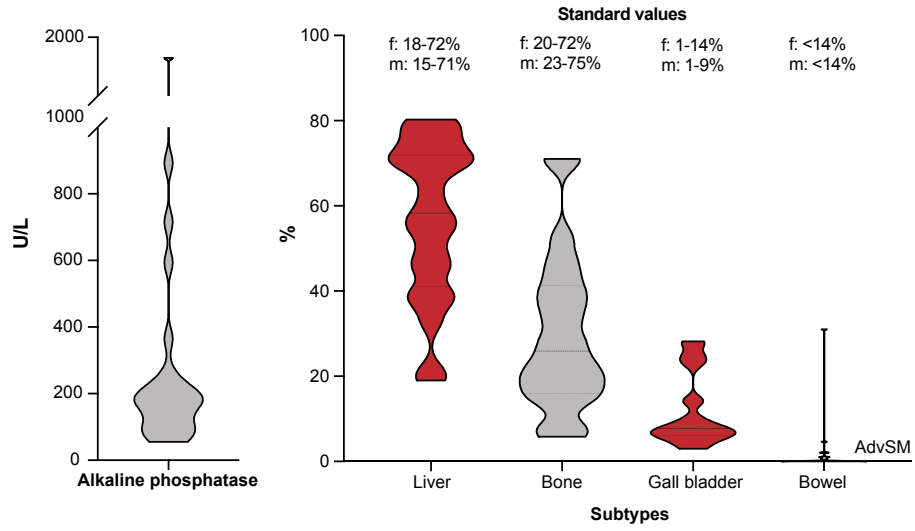 Standard values
f: 18-72%
m: 15-71%
f: 20-72%
m: 23-75%
f: 1-14%
m: 1-9%
f: <14%
m: <14%
U/L
2000
1000
800
600
400
200
0
Alkaline phosphatase
%
100
80
60
40
20
0
AdvSM
Liver Bone Gall bladder Bowel
Subtypes